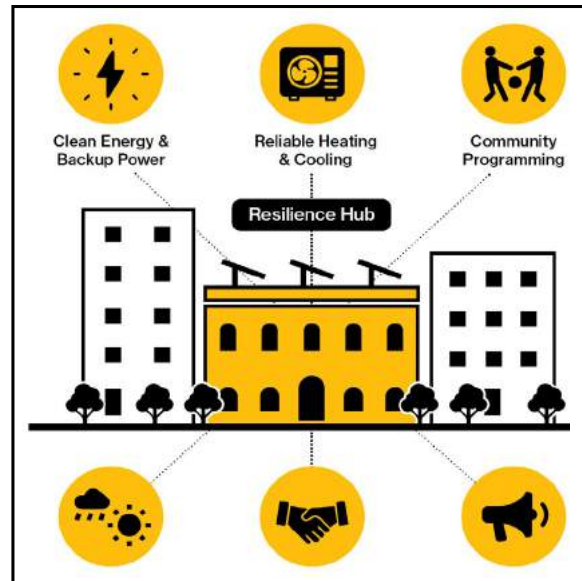 Clean Energy &
Backup Power
Reliable Heating
& Cooling
Community
Programming
Resilience Hub